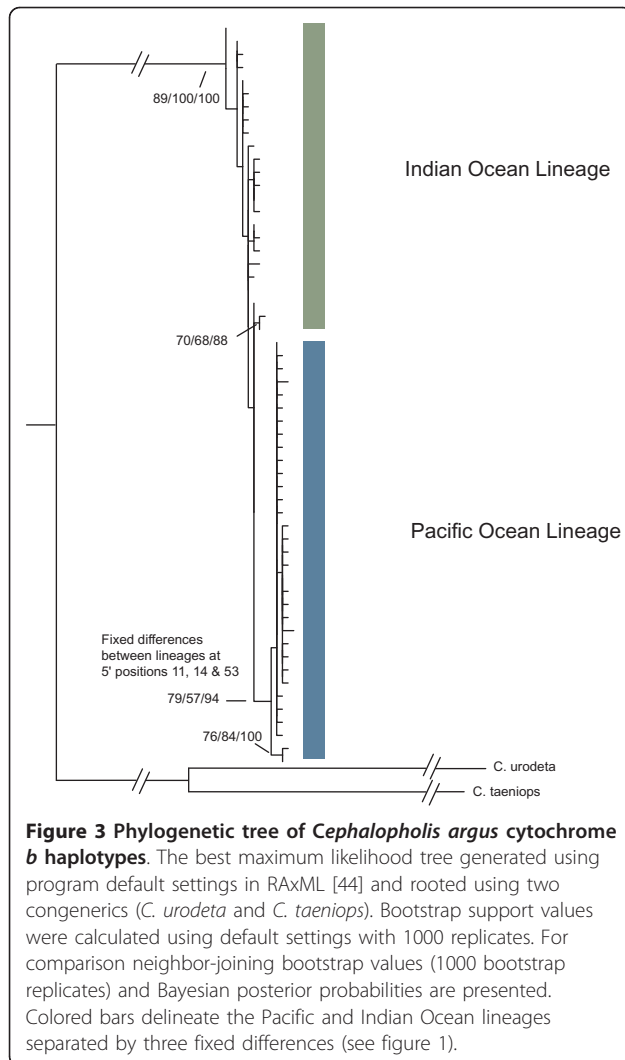 89/100/100
Indian Ocean Lineage
70/68/88
Pacific Ocean Lineage
Fixed differences
between lineages at
5' positions 11, 14 & 53
79/57/94
76/84/100
C. urodeta
C. taeniops
Figure 3 Phylogenetic tree of Cephalopholis argus cytochrome
b haplotypes. The best maximum likelihood tree generated using
program default settings in RAxML [44] and rooted using two
congenerics (C. urodeta and C. taeniops). Bootstrap support values
were calculated using default settings with 1000 replicates. For
comparison neighbor-joining bootstrap values (1000 bootstrap
replicates) and Bayesian posterior probabilities are presented.
Colored bars delineate the Pacific and Indian Ocean lineages
separated by three fixed differences (see figure 1).